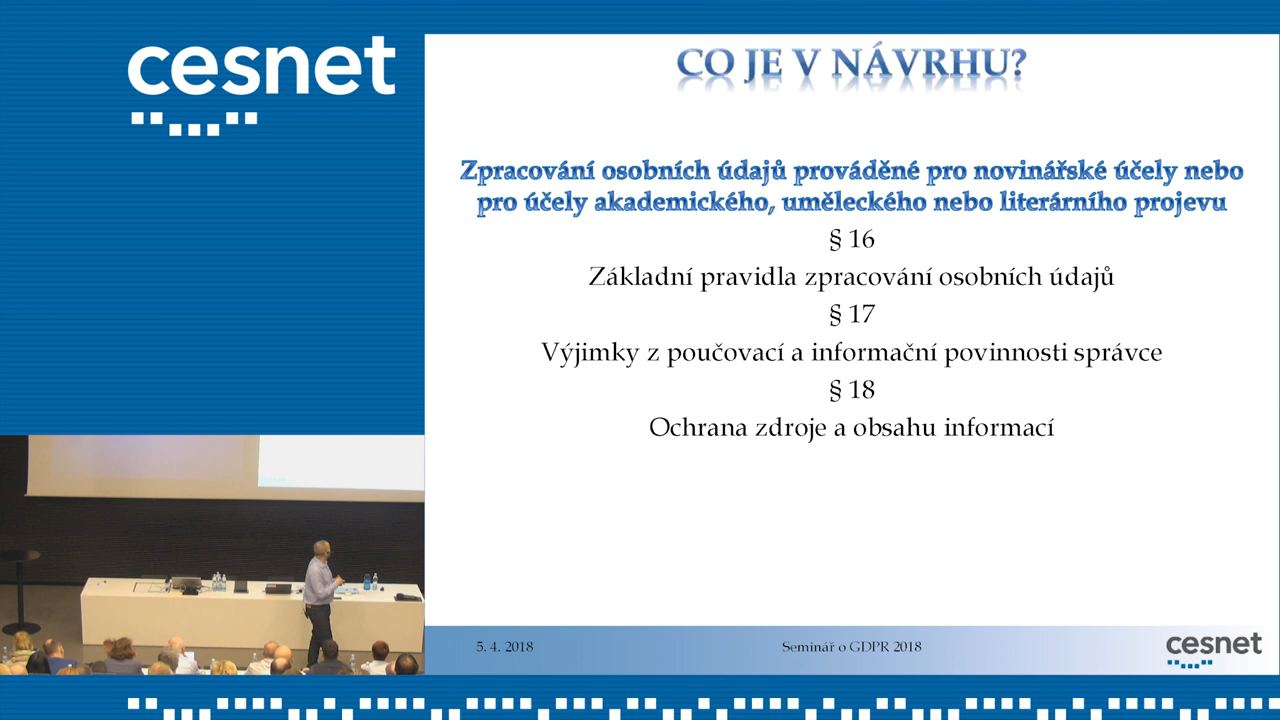 cesnet
CO JE V NÁVRHU?
Zpracování osobních údajů prováděné pro novinářské účely nebo
pro účely akademického, uměleckého nebo literárního projevu
§ 16
Základní pravidla zpracování osobních údajů
§ 17
Výjimky z poučovací a informační povinnosti správce
§ 18
Ochrana zdroje a obsahu informací
5. 4. 2018
Seminář o GDPR 2018
cesnet